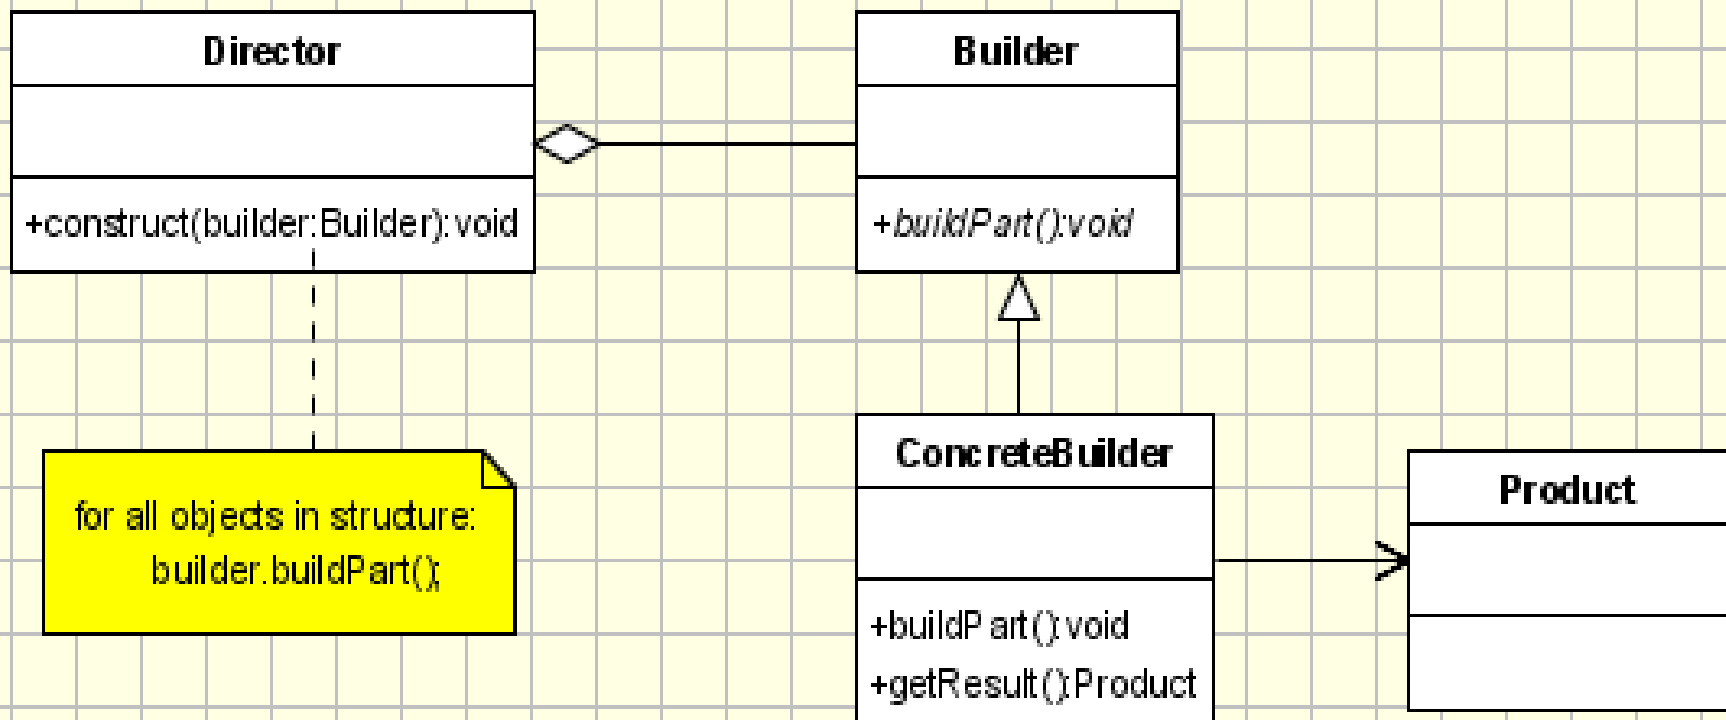 Director
+construct(builder:Builder):void
Builder
+buildPart():void
for all objects in structure:
builder.buildPart();
ConcreteBuilder
+buildPart():void
+getResult():Product
Product